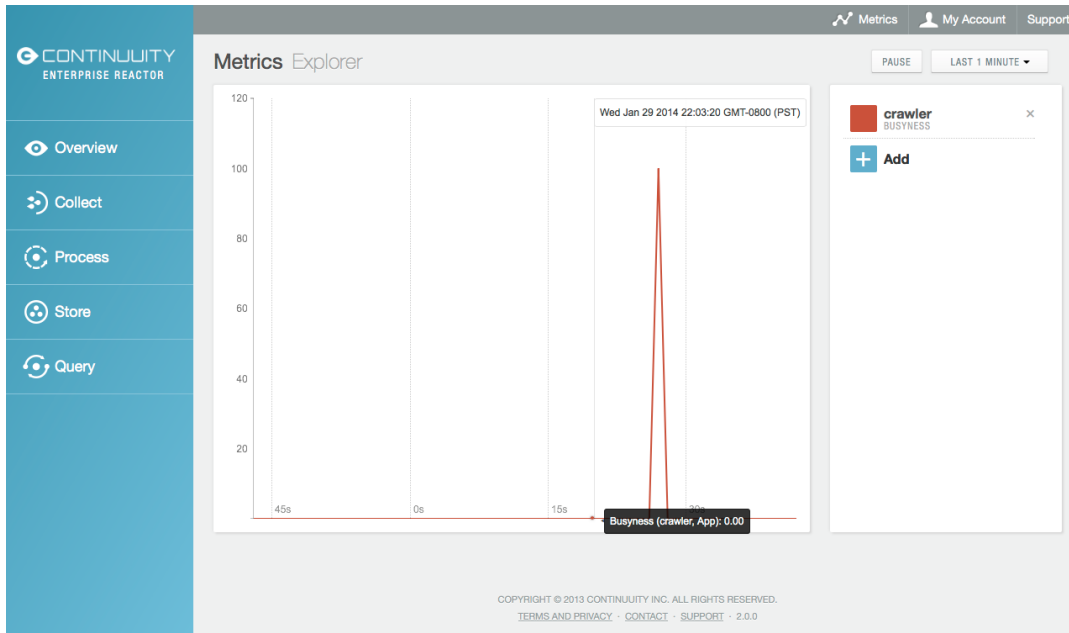 Metrics
My Account
Support
CONTINUUITY
ENTERPRISE REACTOR
Overview
Collect
Process
Store
Query
Metrics Explorer
PAUSE
LAST 1 MINUTE
120
100
80
60
40
20
Wed Jan 29 2014 22:03:20 GMT-0800 (PST)
45s
0s
15s
30s
Busyness (crawler, App): 0.00
crawler
BUSYNESS
Add
COPYRIGHT © 2013 CONTINUUITY INC. ALL RIGHTS RESERVED.
TERMS AND PRIVACY · CONTACT · SUPPORT · 2.0.0